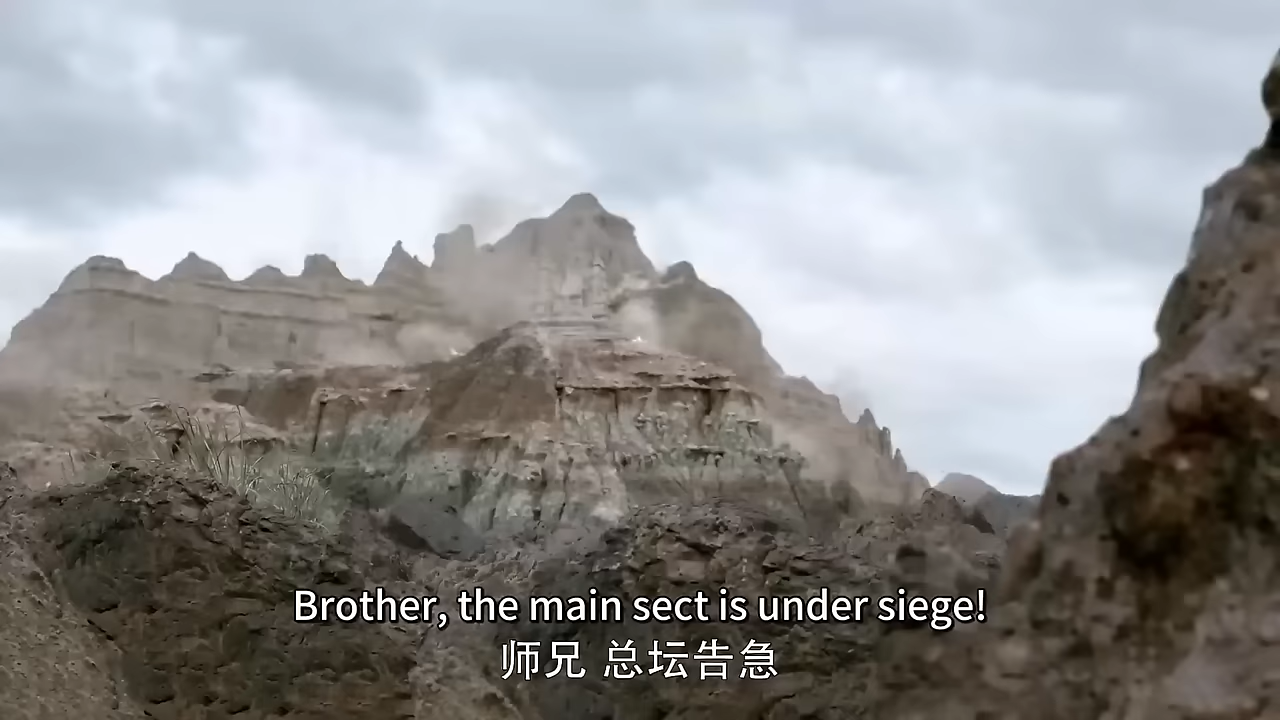 Brother, the main sect is under siege!
师兄 总坛告急